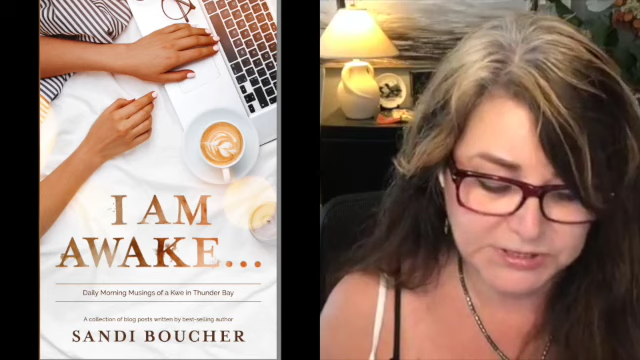 I AM
AWAKE...
Daily Morning Musings of a Kwe in Thunder Bay
A collection of blog posts written by best-selling author
SANDI BOUCHER